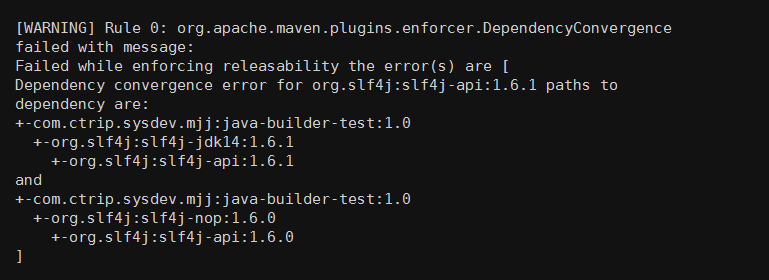 [WARNING] Rule 0: org.apache.maven.plugins.enforcer.DependencyConvergence
failed with message:
Failed while enforcing releasability the error(s) are [
Dependency convergence error for org.slf4j:slf4j-api:1.6.1 paths to
dependency are:
+-com.ctrip.sysdev.mjj:java-builder-test:1.0
  +-org.slf4j:slf4j-jdk14:1.6.1
    +-org.slf4j:slf4j-api:1.6.1
and
+-com.ctrip.sysdev.mjj:java-builder-test:1.0
  +-org.slf4j:slf4j-nop:1.6.0
    +-org.slf4j:slf4j-api:1.6.0
]